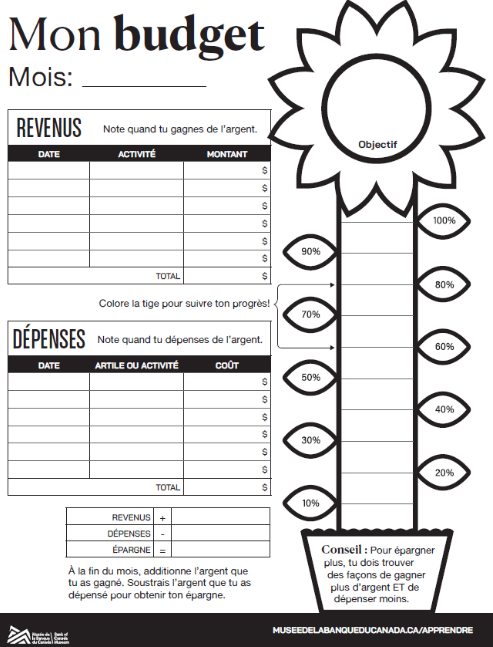 Mon budget
Mois:
REVENUS
Note quand tu gagnes de l'argent.
DATE ACTIVITÉ MONTANT
$
$
$
$
$
$
TOTAL $
Objectif
100%
90%
80%
70%
60%
50%
40%
30%
20%
10%
Colore la tige pour suivre ton progrès!
DÉPENSES
Note quand tu dépenses de l'argent.
DATE ARTILE OU ACTIVITÉ COÛT
$
$
$
$
$
$
TOTAL $
REVENUS +
DÉPENSES -
ÉPARGNE =
À la fin du mois, additionne l'argent que
tu as gagné. Soustrais l'argent que tu as
dépensé pour obtenir ton épargne.
Conseil : Pour épargner
plus, tu dois trouver
des façons de gagner
plus d'argent ET de
dépenser moins.
Musée de la Banque du Canada
Bank of Canada Museum
MUSEEDELABANQUEDUCANADA.CA/APPRENDRE